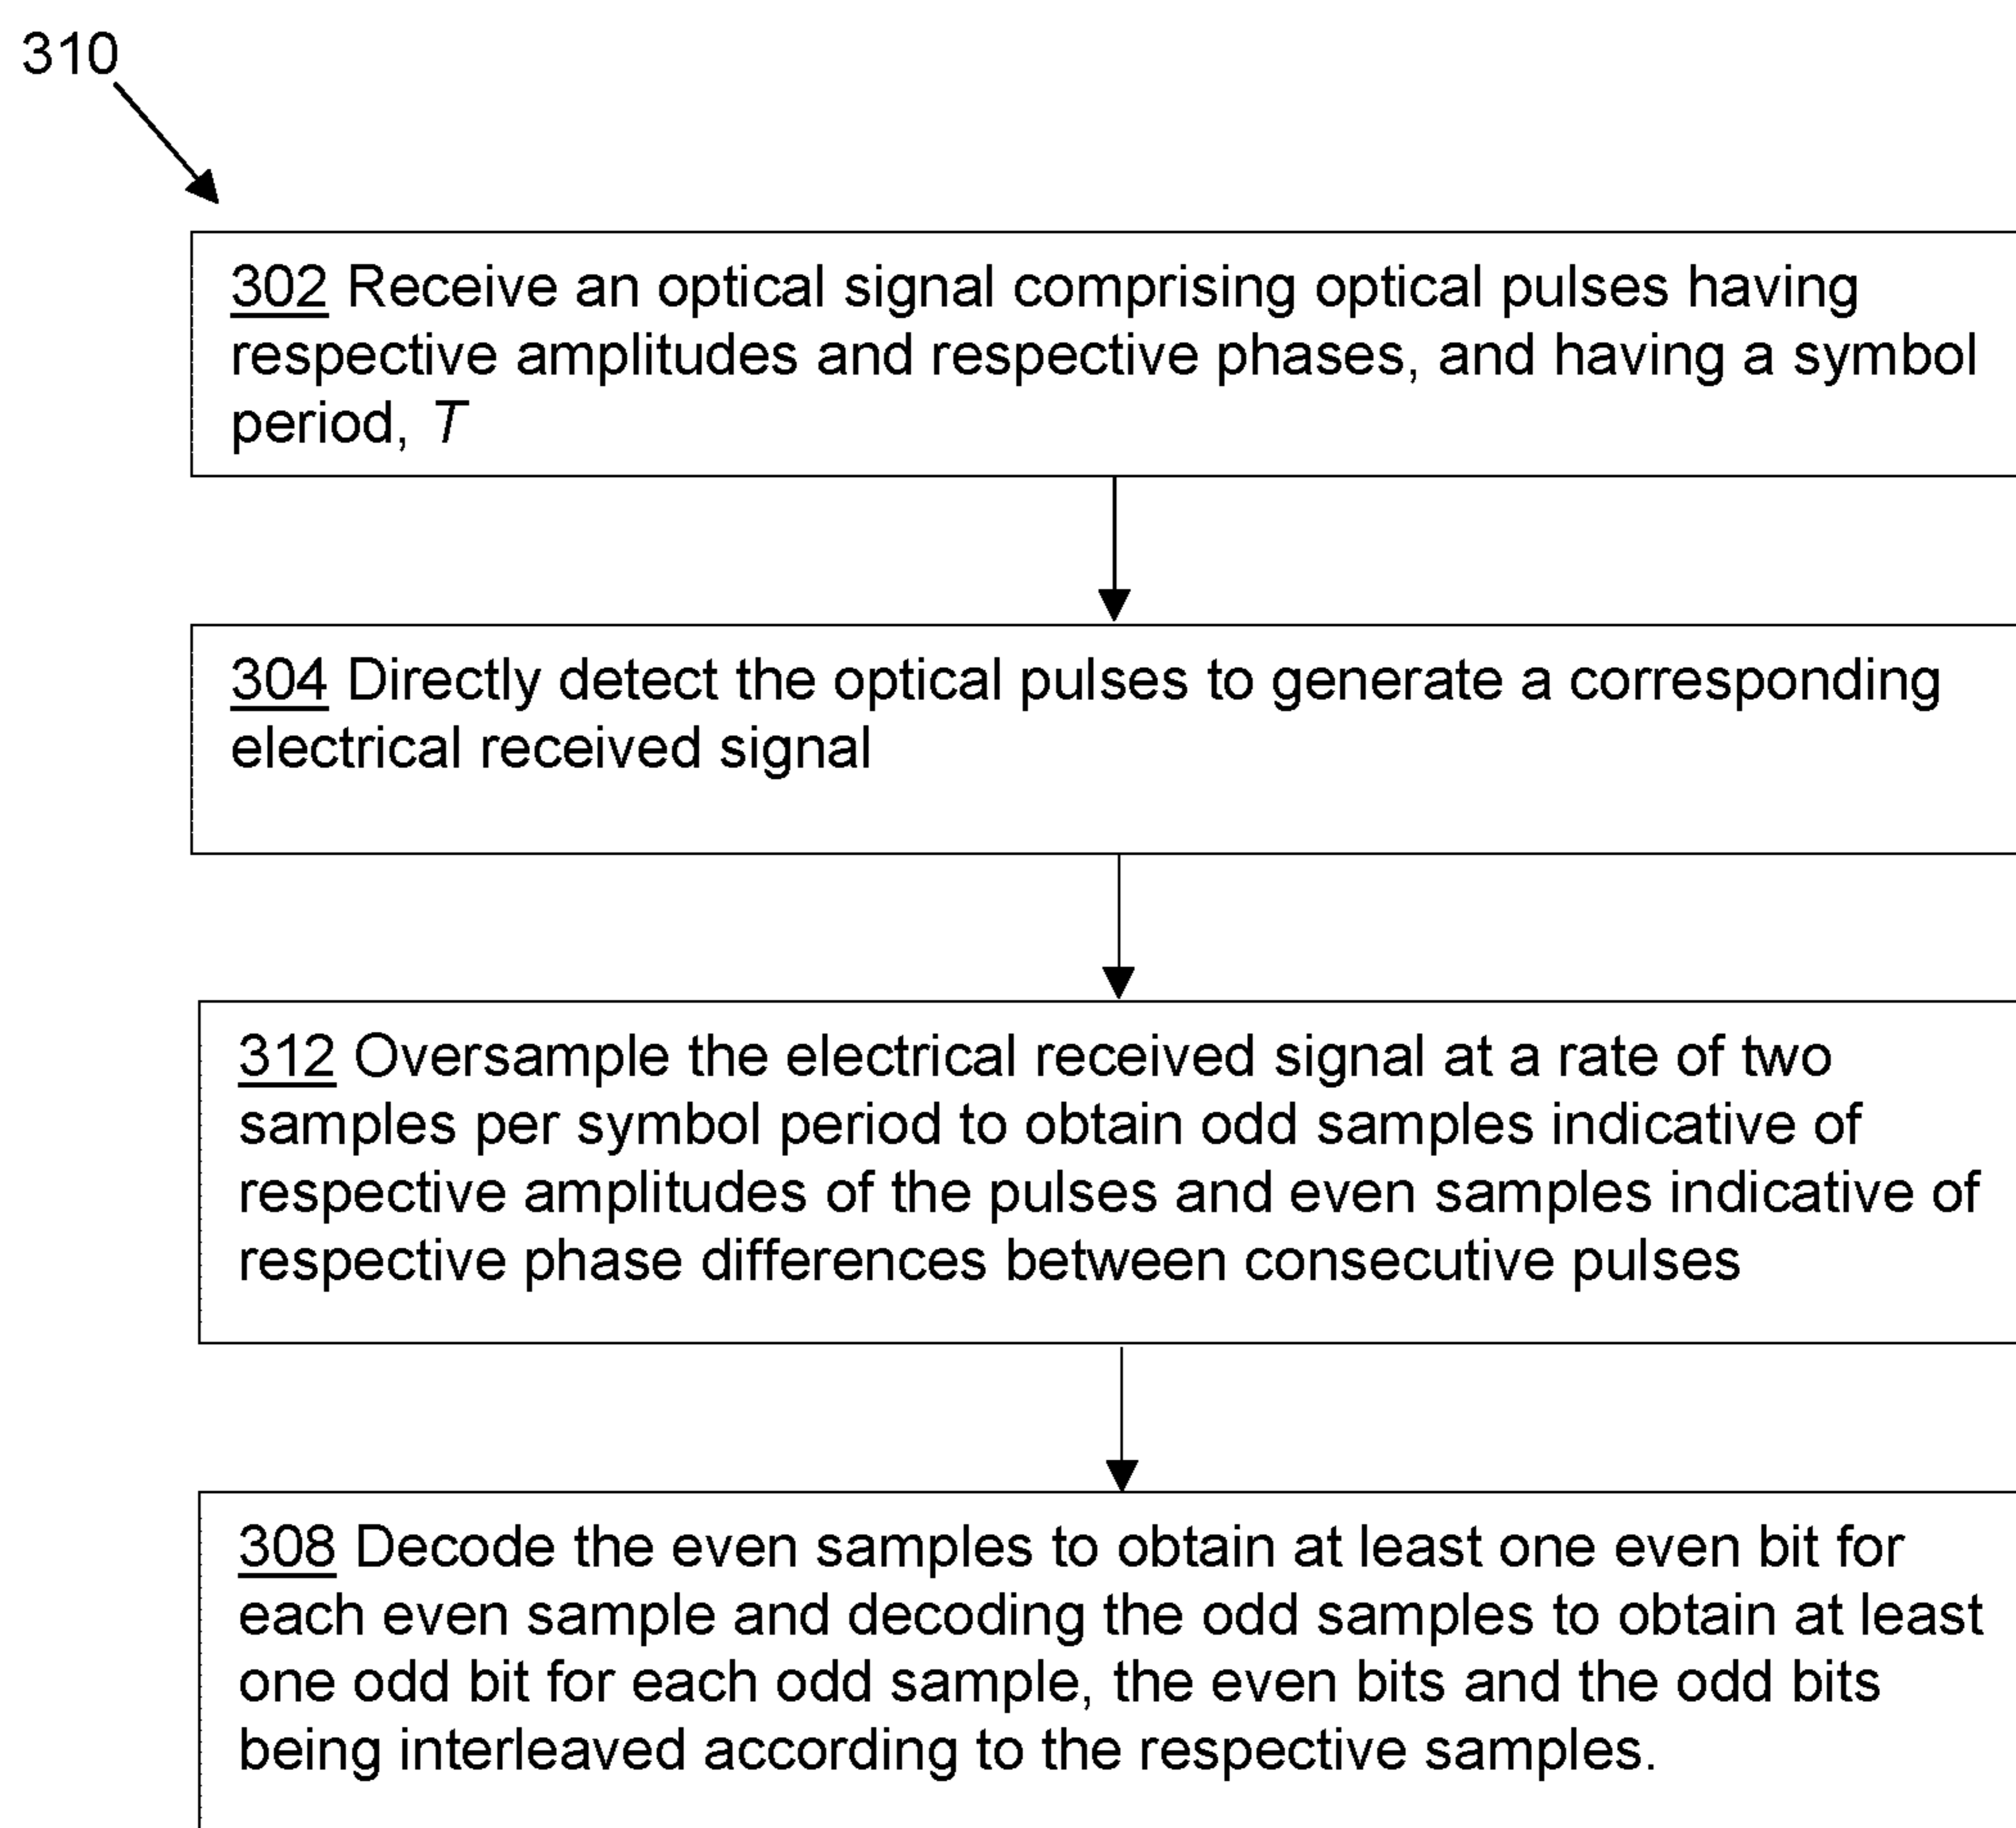 310
302 Receive an optical signal comprising optical pulses having
respective amplitudes and respective phases, and having a symbol
period, T
304 Directly detect the optical pulses to generate a corresponding
electrical received signal
312 Oversample the electrical received signal at a rate of two
samples per symbol period to obtain odd samples indicative of
respective amplitudes of the pulses and even samples indicative of
respective phase differences between consecutive pulses
308 Decode the even samples to obtain at least one even bit for
each even sample and decoding the odd samples to obtain at least
one odd bit for each odd sample, the even bits and the odd bits
being interleaved according to the respective samples.